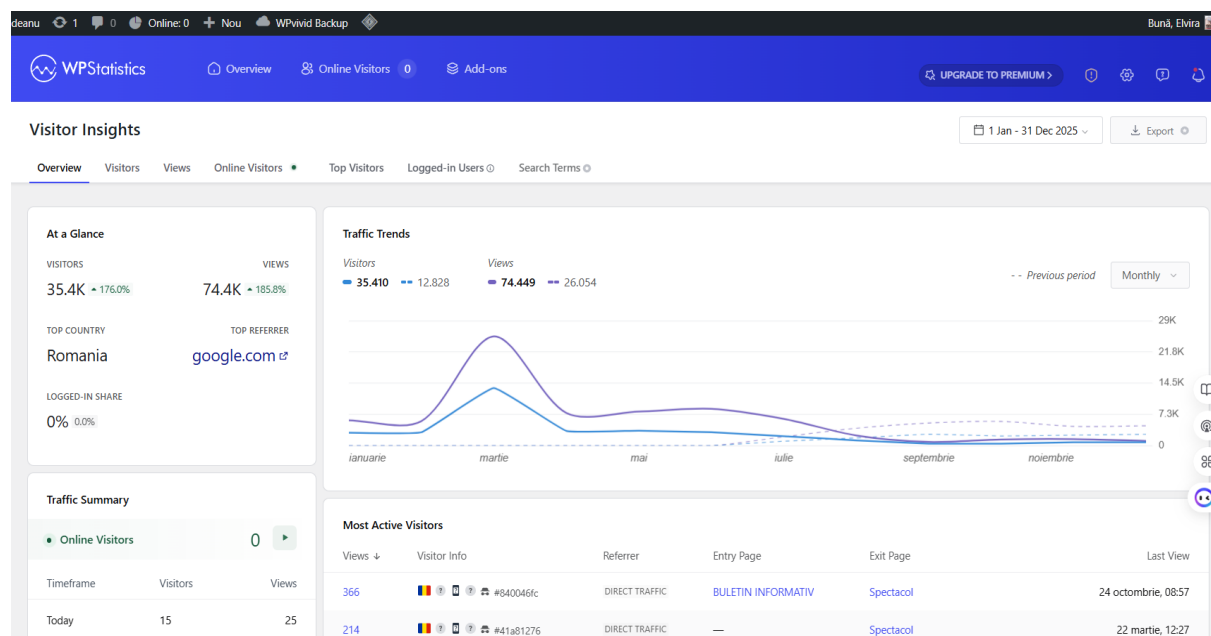 deanu 1 0 Online: 0 Nou WPvivid Backup Bună, Elvira
WPStatistics Overview Online Visitors 0 Add-ons UPGRADE TO PREMIUM >
Visitor Insights 1 Jan - 31 Dec 2025 Export
Overview Visitors Views Online Visitors Top Visitors Logged-in Users Search Terms
At a Glance
VISITORS VIEWS
35.4K 176.0% 74.4K 185.8%
TOP COUNTRY TOP REFERRER
Romania google.com
LOGGED-IN SHARE
0% 0.0%
Traffic Trends
Visitors Views
35.410 12.828 74.449 26.054
-- Previous period Monthly
29K
21.8K
14.5K
7.3K
0
ianuarie martie mai iulie septembrie noiembrie
Traffic Summary
Online Visitors 0
Timeframe Visitors Views
Today 15 25
Most Active Visitors
Views Visitor Info Referrer Entry Page Exit Page Last View
366 #840046fc DIRECT TRAFFIC BULETIN INFORMATIV Spectacol 24 octombrie, 08:57
214 #41a81276 DIRECT TRAFFIC — Spectacol 22 martie, 12:27